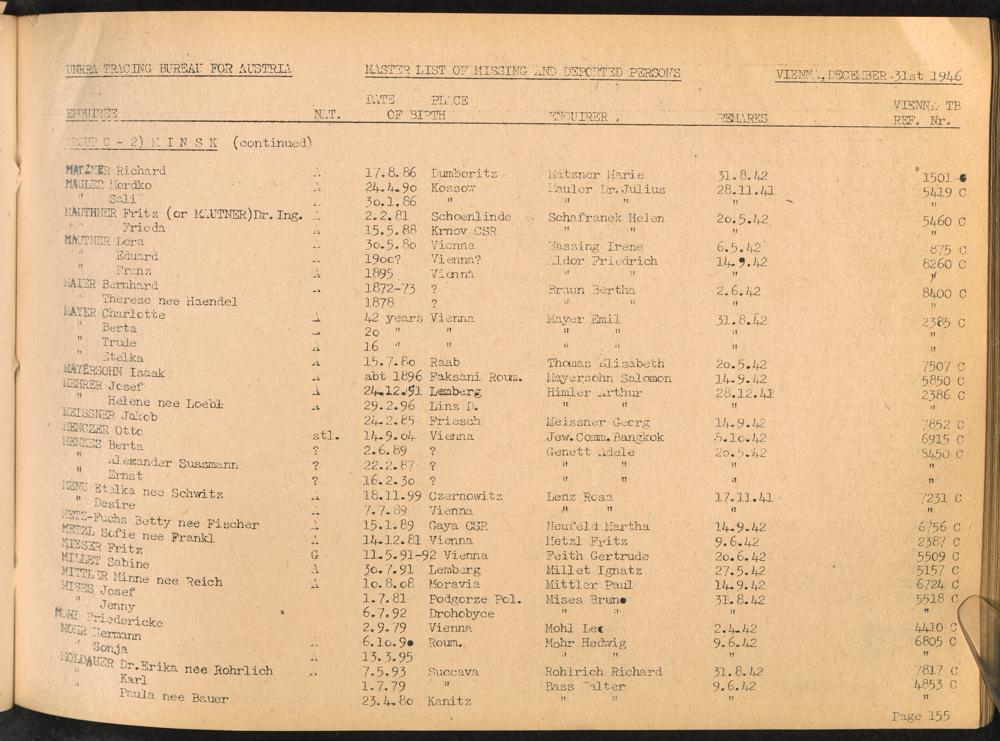 UNRRA TRACING BUREAU FOR AUSTRIA MASTER LIST OF MISSING AND DEPORTED PERSONS VIENNA, DECEMBER 31st 1946
ENQUIREE NAT. DATE PLACE OF BIRTH ENQUIRER REMARKS VIENNA TB REF. Nr.
GROUP C - 2) M I N S K (continued)
MATZNER Richard A 17.8.86 Dumboritz Matzner Marie 31.8.42 1501
MAULER Mordko A 24.4.90 Kossow Mauler Dr.Julius 28.11.41 5419 C
" Sali A 30.1.86 " " " " "
MAUTHNER Fritz (or MAUTNER)Dr.Ing. A 2.2.81 Schoenlinde Schafranek Helen 20.5.42 5460 C
" Frieda A 15.5.88 Krnov CSR " " " "
MAUTNER Dora A 30.5.80 Vienna Wassing Irene 6.5.42 875 C
" Eduard A 1900? Vienna? Aldor Friedrich 14.9.42 8260 C
" Franz A 1895 Vienna " " " "
MAIER Bernhard A 1872-73 ? Braun Bertha 2.6.42 8400 C
" Therese nee Haendel A 1878 ? " " " "
MAYER Charlotte A 42 years Vienna Mayer Emil 31.8.42 2385 C
" Berta A 20 " " " " " "
" Trude A 16 " " " " " "
" Etelka A 15.7.80 Raab Thomas Elisabeth 20.5.42 7507 C
MAYERSOHN Isaak A abt 1896 Faksani Roum. Mayersohn Salomon 14.9.42 5850 C
MEHRER Josef A 24.12.91 Lemberg Himler Arthur 28.12.41 2386 C
" Helene nee Loebl A 29.2.96 Linz D. " " " "
MEISSNER Jakob 24.2.85 Friesch Meissner Georg 14.9.42 7852 C
MENCZER Otto stl. 14.9.04 Vienna Jew.Comm.Bangkok 5.10.42 6915 C
MENKES Berta ? 2.6.89 ? Genett Adele 20.5.42 8450 C
" Alexander Sussmann ? 22.2.87 ? " " " "
" Ernst ? 16.2.30 ? " " " "
MENU Etelka nee Schwitz A 18.11.99 Czernowitz Lenz Rosa 17.11.41 7231 C
" Desire A 7.7.89 Vienna " " " "
METZ-Fuchs Betty nee Fischer A 15.1.89 Gaya CSR Neufeld Martha 14.9.42 6756 C
METZL Sofie nee Frankl A 14.12.81 Vienna Metzl Fritz 9.6.42 2387 C
MIESER Fritz G 11.5.91-92 Vienna Feith Gertrude 20.6.42 5509 C
MILLET Sabine A 30.7.91 Lemberg Millet Ignatz 27.5.42 5157 C
MITTLER Minne nee Reich A 10.8.08 Moravia Mittler Paul 14.9.42 6724 C
MISES Josef 1.7.81 Podgorze Pol. Mises Bruno 31.8.42 5518 C
" Jenny 6.7.92 Drohobyce " " " "
MOHL Friedericke 2.9.79 Vienna Mohl Leo 2.4.42 4410 C
MOHR Hermann A 6.10.9 Roum. Mohr Hedwig 9.6.42 6805 C
" Sonja A 13.3.95 " "
MOLDAUER Dr.Erika nee Rohrlich A 7.5.93 Succava Rohlrich Richard 31.8.42 7817 C
" Karl 1.7.79 " Bass Walter 9.6.42 4853 C
" Paula nee Bauer 23.4.80 Kanitz " " " "
Page 155